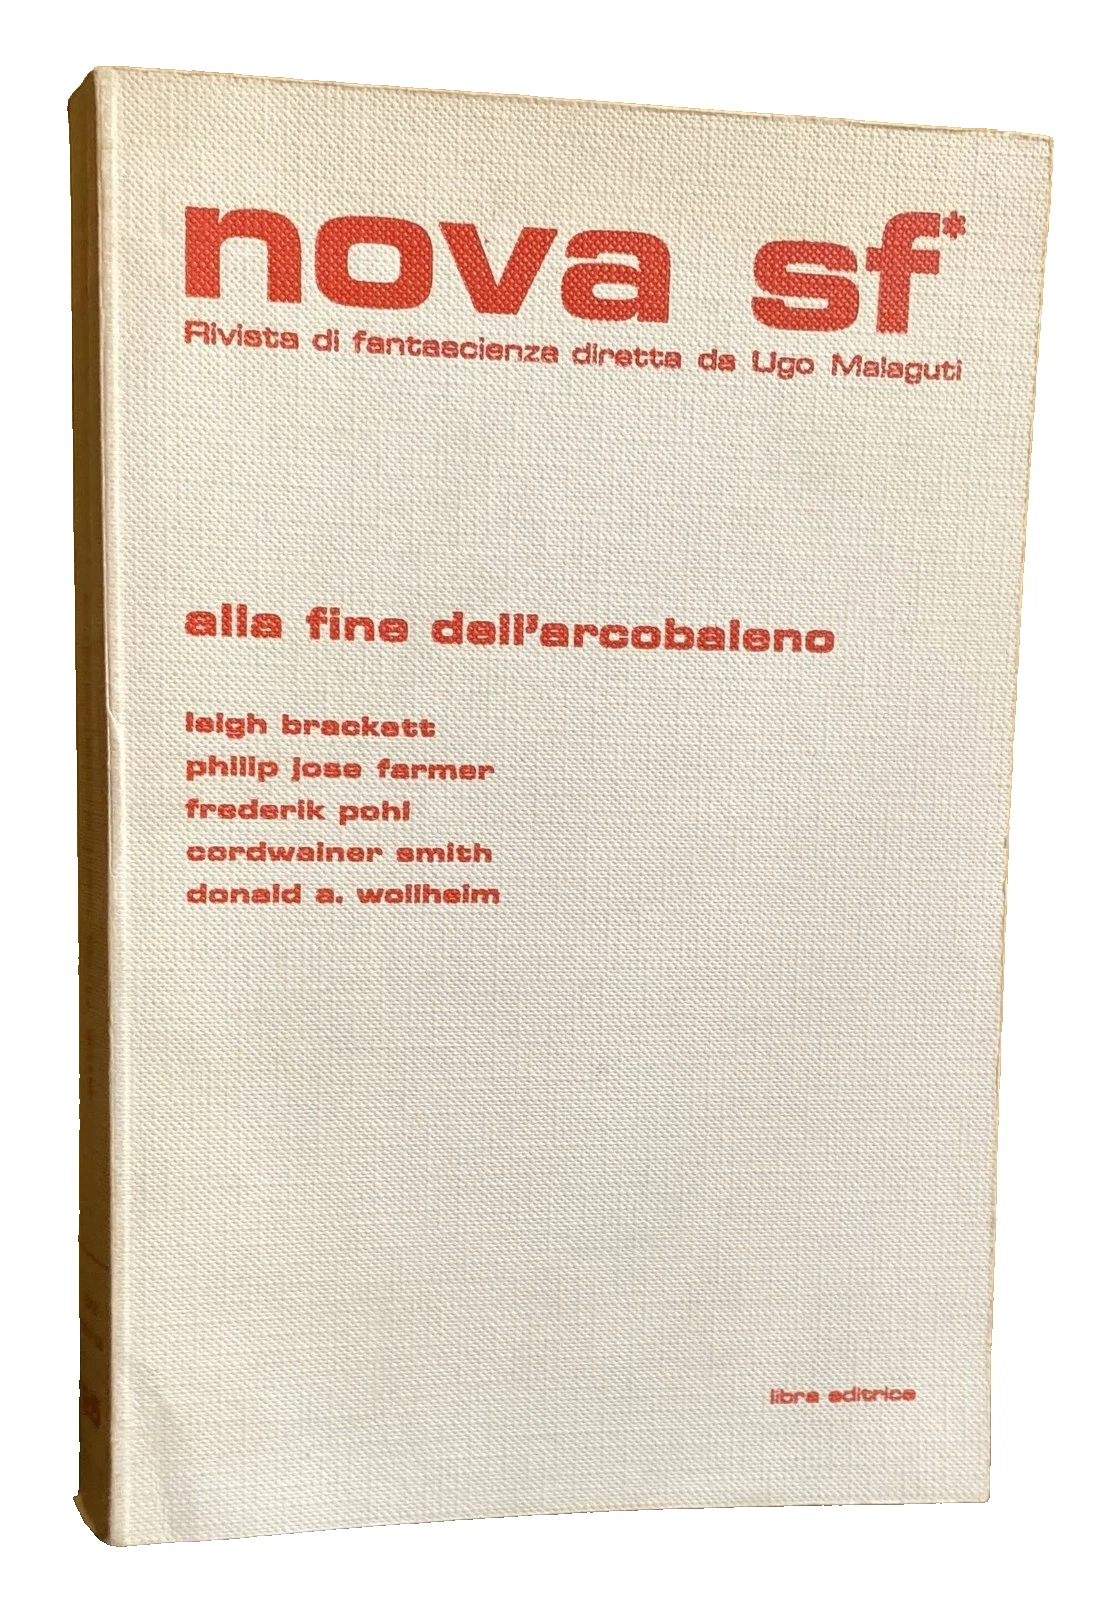 nova sf*
Rivista di fantascienza diretta da Ugo Malaguti
alla fine dell'arcobaleno
leigh brackett
philip jose farmer
frederik pohl
cordwainer smith
donald a. wollheim
libra editrice